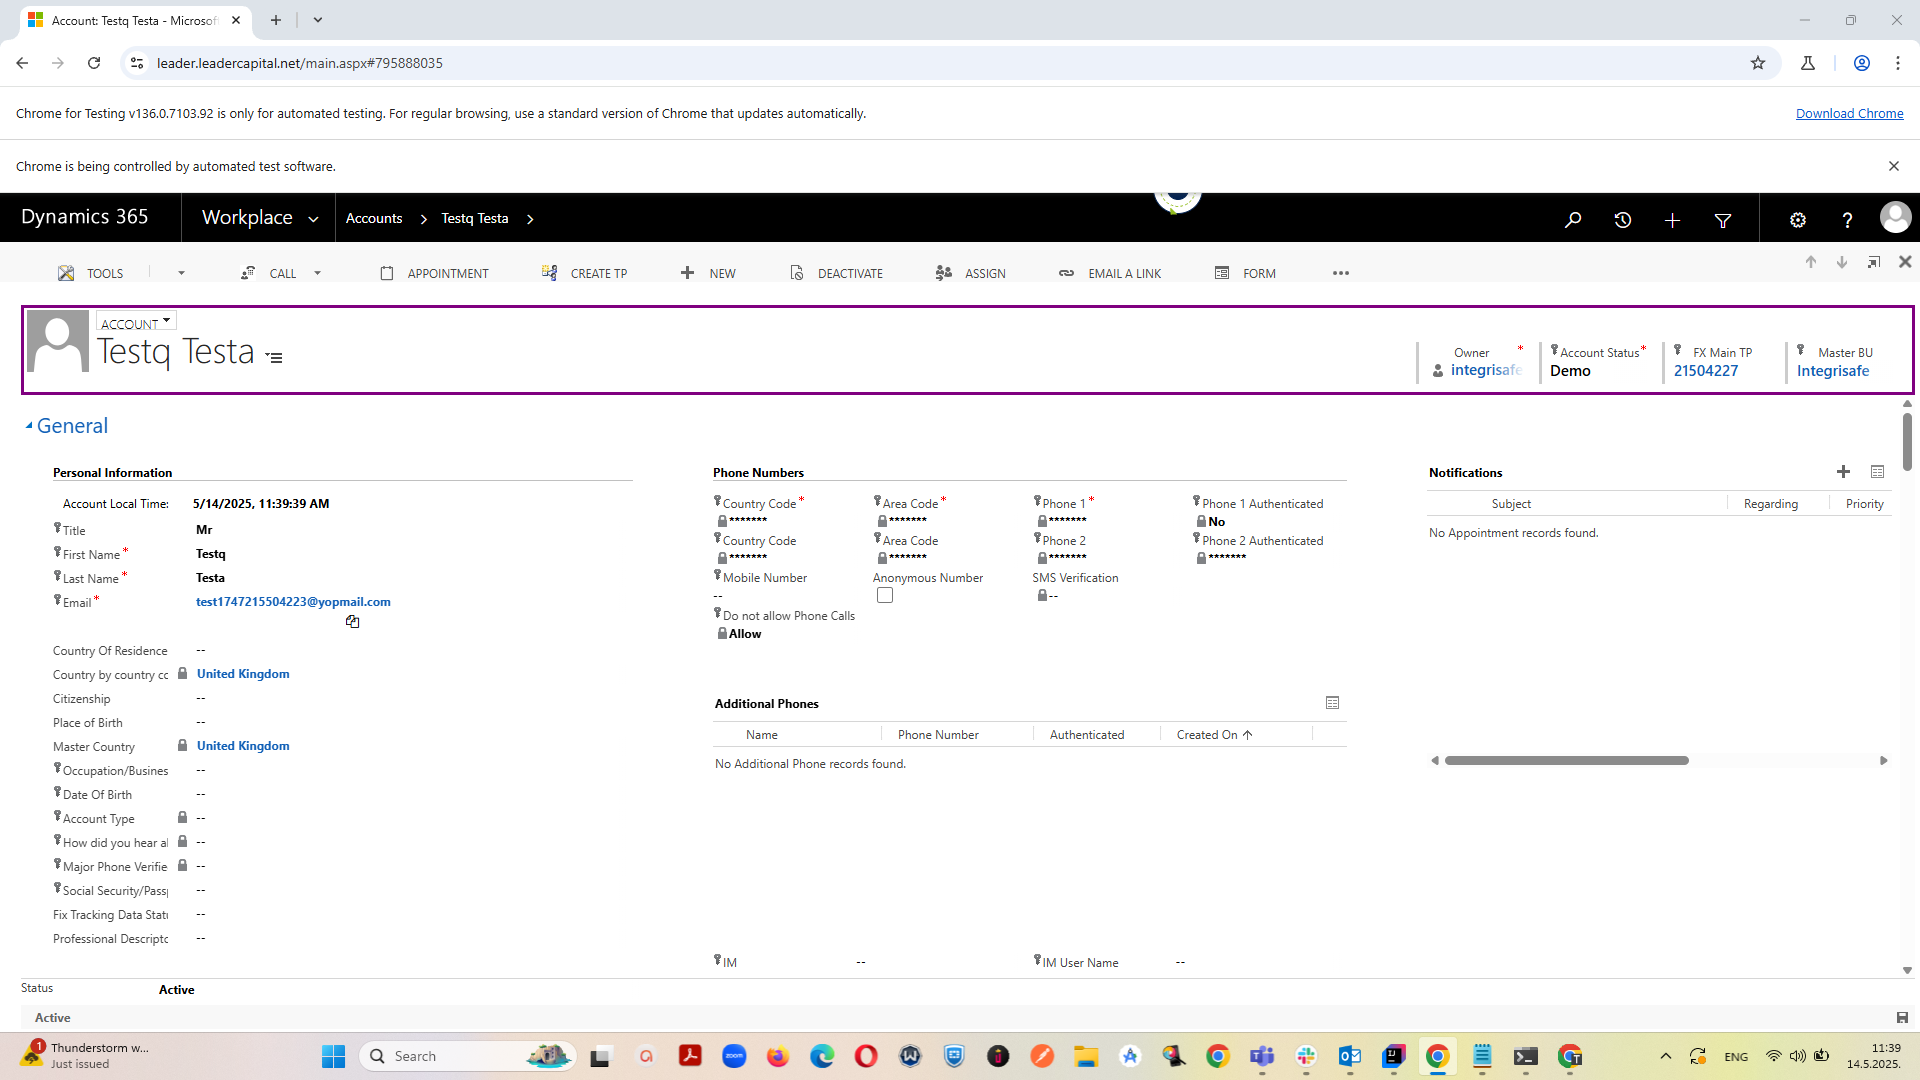 Account: Testq Testa - Microsof
leader.leadercapital.net/main.aspx#795888035
Chrome for Testing v136.0.7103.92 is only for automated testing. For regular browsing, use a standard version of Chrome that updates automatically.
Download Chrome
Chrome is being controlled by automated test software.
Dynamics 365
Workplace
Accounts
Testq Testa
TOOLS
CALL
APPOINTMENT
CREATE TP
NEW
DEACTIVATE
ASSIGN
EMAIL A LINK
FORM
ACCOUNT
Testq Testa
Owner *
integrisafe
Account Status *
Demo
FX Main TP
21504227
Master BU
Integrisafe
General
Personal Information
Account Local Time: 5/14/2025, 11:39:39 AM
Title Mr
First Name * Testq
Last Name * Testa
Email * test1747215504223@yopmail.com
Country Of Residence --
Country by country cc United Kingdom
Citizenship --
Place of Birth --
Master Country United Kingdom
Occupation/Busines --
Date Of Birth --
Account Type --
How did you hear a --
Major Phone Verifie --
Social Security/Pass --
Fix Tracking Data Stat --
Professional Descripto --
Phone Numbers
Country Code * Area Code * Phone 1 * Phone 1 Authenticated
******* ******* ******* No
Country Code Area Code Phone 2 Phone 2 Authenticated
******* ******* ******* *******
Mobile Number Anonymous Number SMS Verification
-- --
Do not allow Phone Calls
Allow
Additional Phones
Name Phone Number Authenticated Created On
No Additional Phone records found.
IM -- IM User Name --
Notifications
Subject Regarding Priority
No Appointment records found.
Status Active
Active
1
Thunderstorm w...
Just issued
Search
zoom
ENG
11:39
14.5.2025.